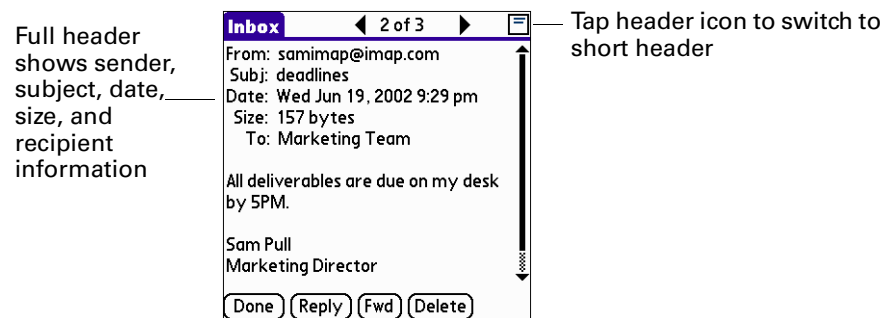 Full header
shows sender,
subject, date,
size, and
recipient
information
Inbox
2 of 3
From: samimap@imap.com
Subj: deadlines
Date: Wed Jun 19, 2002 9:29 pm
Size: 157 bytes
To: Marketing Team
All deliverables are due on my desk
by 5PM.
Sam Pull
Marketing Director
Done Reply Fwd Delete
Tap header icon to switch to
short header